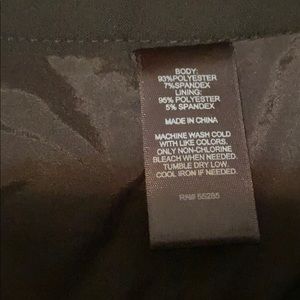 BODY:
93%POLYESTER
7%SPANDEX
LINING:
95% POLYESTER
5% SPANDEX
MADE IN CHINA
MACHINE WASH COLD
WITH LIKE COLORS,
ONLY NON-CHLORINE
BLEACH WHEN NEEDED.
TUMBLE DRY LOW.
COOL IRON IF NEEDED.
RN# 55285